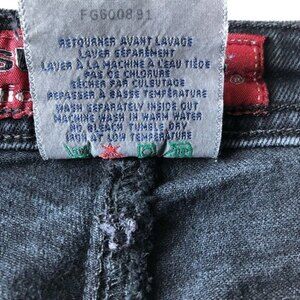 FG600891
RETOURNER AVANT LAVAGE
LAVER SÉPARÉMENT
LAVER À LA MACHINE À L'EAU TIÈDE
PAS DE CHLORURE
SÉCHER PAR CULBUTAGE
REPASSER À BASSE TEMPÉRATURE
WASH SEPARATELY INSIDE OUT
MACHINE WASH IN WARM WATER
NO BLEACH TUMBLE DRY
IRON AT LOW TEMPERATURE